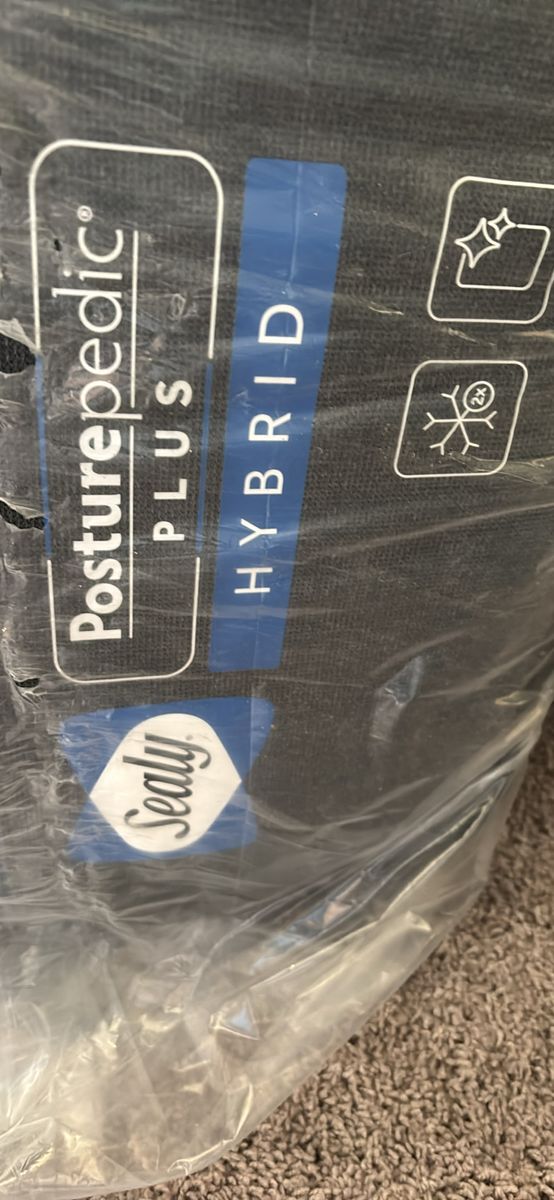 Sealy®
Posturepedic®
PLUS
HYBRID
2X